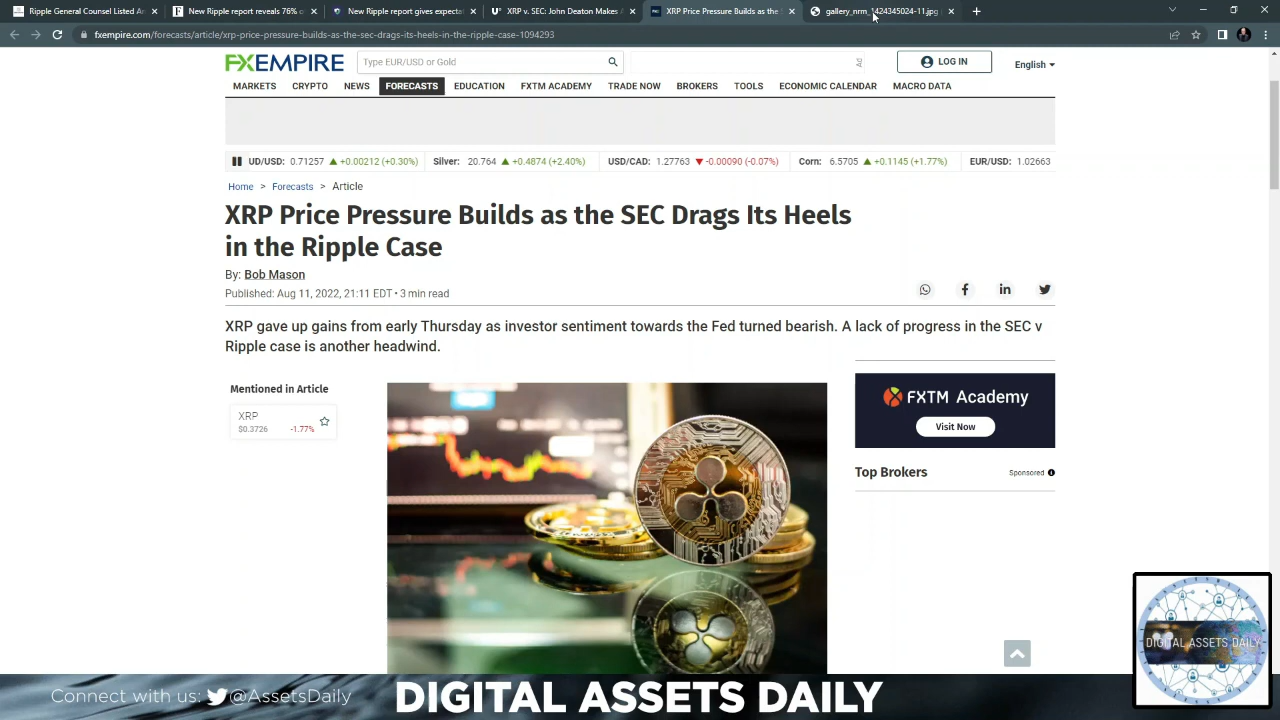 Ripple General Counsel Listed Ar
New Ripple reveals 76% o
New Ripple report gives expecta
XRP v. SEC: John Deaton Makes A
XRP Price Pressure Builds as the S
gallery_nrm_1424345024-11.jpg
fxempire.com/forecasts/article/xrp-price-pressure-builds-as-the-sec-drags-its-heels-in-the-ripple-case-1094293
FXEMPIRE
Type EUR/USD or Gold
Ad
LOG IN
English
MARKETS CRYPTO NEWS FORECASTS EDUCATION FXTM ACADEMY TRADE NOW BROKERS TOOLS ECONOMIC CALENDAR MACRO DATA
UD/USD: 0.71257 ▲ +0.00212 (+0.30%) Silver: 20.764 ▲ +0.4874 (+2.40%) USD/CAD: 1.27763 ▼ -0.00090 (-0.07%) Corn: 6.5705 ▲ +0.1145 (+1.77%) EUR/USD: 1.02663
Home > Forecasts > Article
XRP Price Pressure Builds as the SEC Drags Its Heels
in the Ripple Case
By: Bob Mason
Published: Aug 11, 2022, 21:11 EDT • 3 min read
XRP gave up gains from early Thursday as investor sentiment towards the Fed turned bearish. A lack of progress in the SEC v
Ripple case is another headwind.
Mentioned in Article
XRP
$0.3726 -1.77%
FXTM Academy
Visit Now
Top Brokers
Sponsored
DIGITAL ASSETS DAILY
Connect with us: @AssetsDaily
DIGITAL ASSETS DAILY